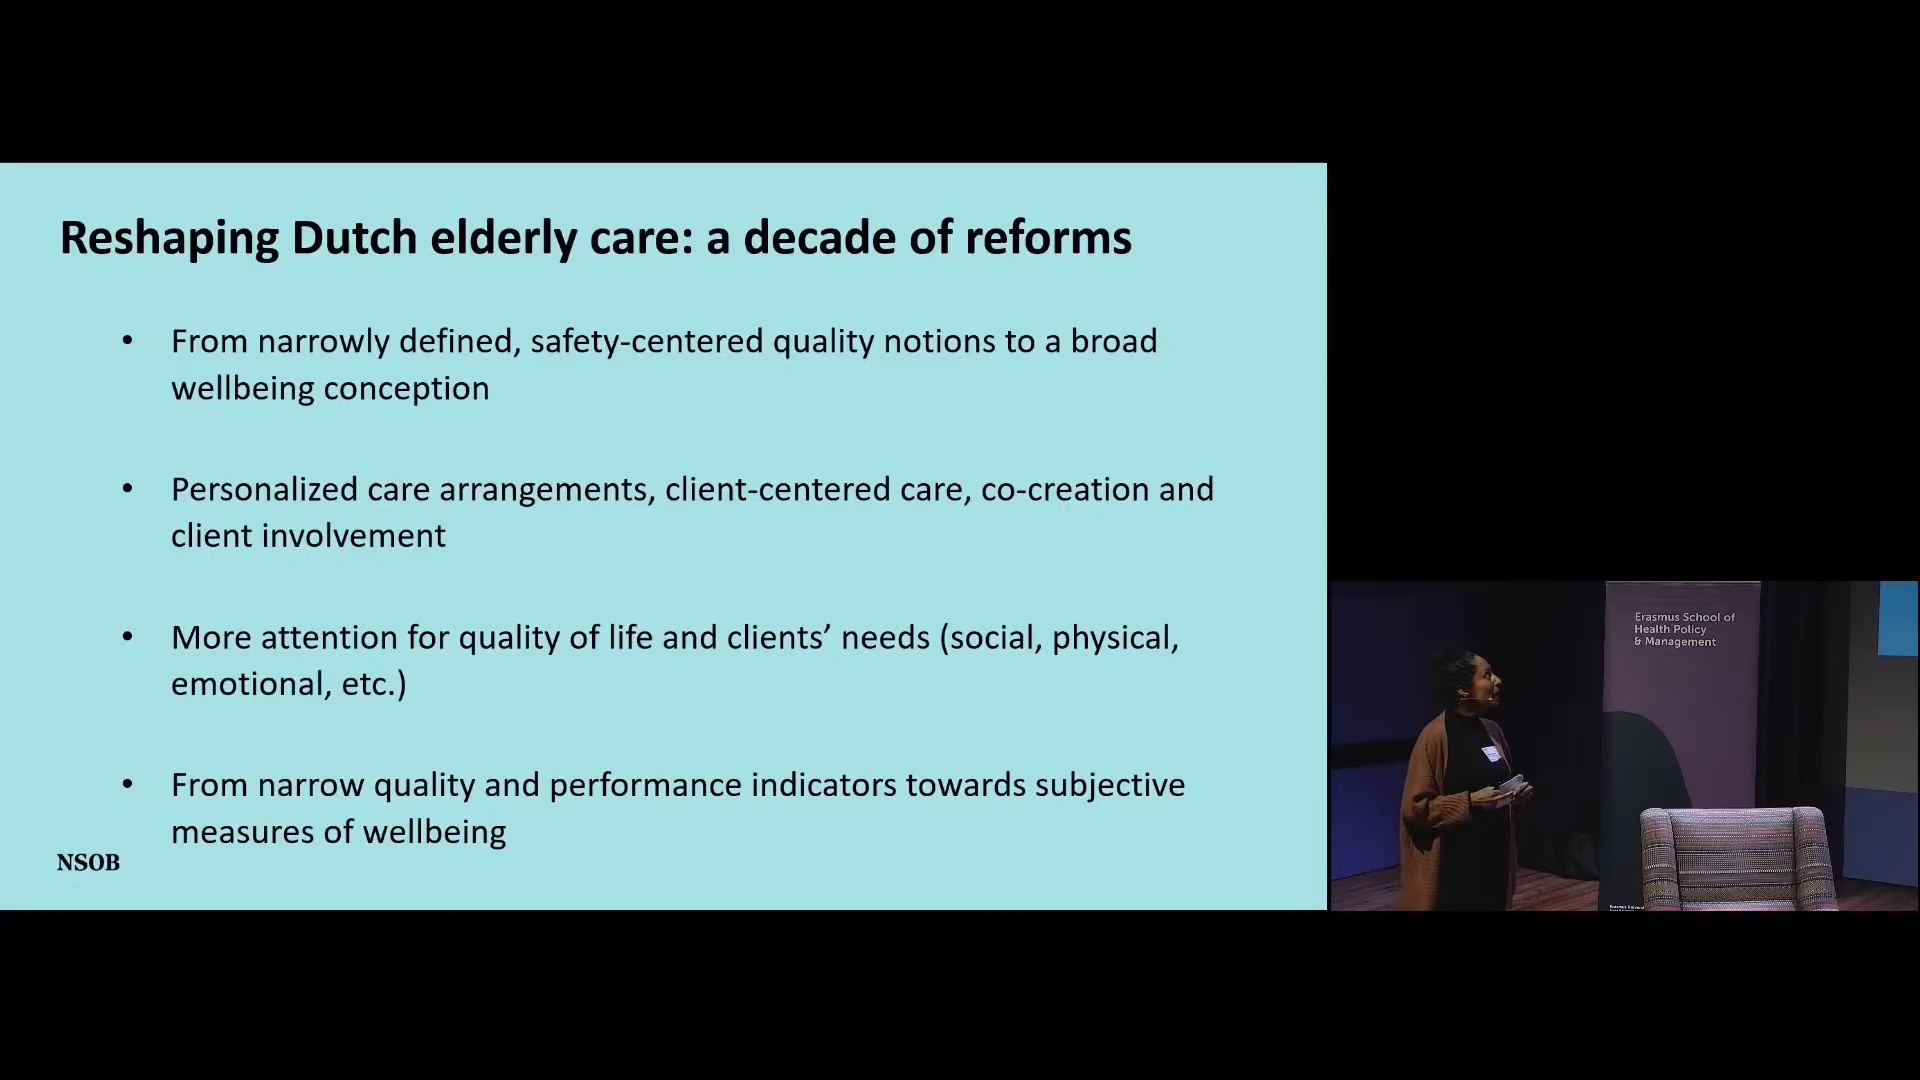 Reshaping Dutch elderly care: a decade of reforms
• From narrowly defined, safety-centered quality notions to a broad
wellbeing conception
• Personalized care arrangements, client-centered care, co-creation and
client involvement
• More attention for quality of life and clients’ needs (social, physical,
emotional, etc.)
• From narrow quality and performance indicators towards subjective
measures of wellbeing
NSOB
Erasmus School of
Health Policy
& Management